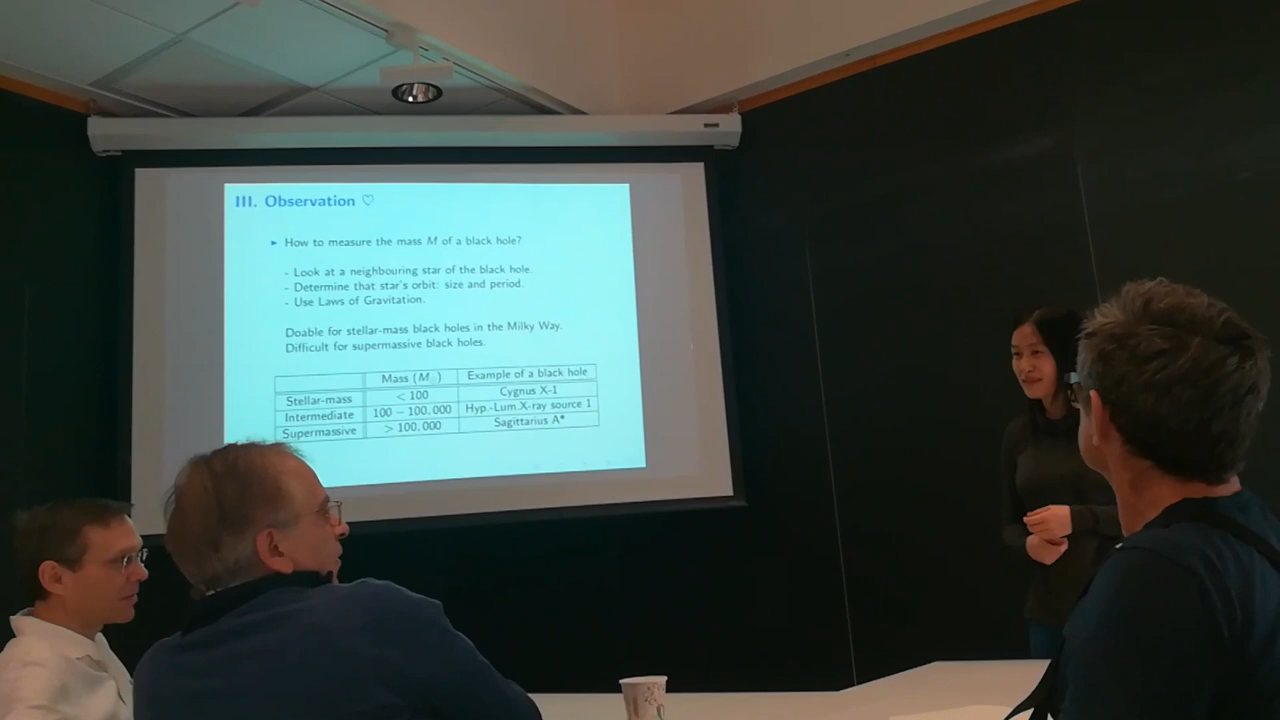 III. Observation ♡
▸ How to measure the mass M of a black hole?
- Look at a neighbouring star of the black hole.
- Determine that star's orbit: size and period.
- Use Laws of Gravitation.
Doable for stellar-mass black holes in the Milky Way.
Difficult for supermassive black holes.
Mass (M ) Example of a black hole
Stellar-mass < 100 Cygnus X-1
Intermediate 100 − 100.000 Hyp.-Lum.X-ray source 1
Supermassive > 100.000 Sagittarius A*